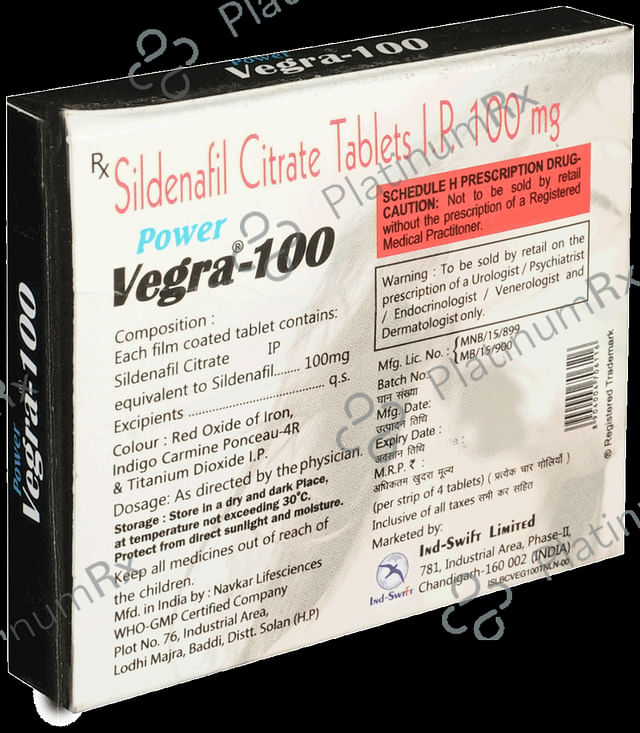 Power
Vegra-100
Rx Sildenafil Citrate Tablets I.P. 100 mg
Power
Vegra®-100
Composition :
Each film coated tablet contains:
Sildenafil Citrate IP
equivalent to Sildenafil........ 100mg
Excipients ................................ q.s.
Colour : Red Oxide of Iron,
Indigo Carmine Ponceau-4R
& Titanium Dioxide I.P.
Dosage: As directed by the physician.
Storage : Store in a dry and dark Place,
at temperature not exceeding 30°C.
Protect from direct sunlight and moisture.
Keep all medicines out of reach of
the children.
Mfd. in India by : Navkar Lifesciences
WHO-GMP Certified Company
Plot No. 76, Industrial Area,
Lodhi Majra, Baddi, Distt. Solan (H.P)
SCHEDULE H PRESCRIPTION DRUG-
CAUTION: Not to be sold by retail
without the prescription of a Registered
Medical Practitoner.
Warning : To be sold by retail on the
prescription of a Urologist / Psychiatrist
/ Endocrinologist / Venerologist and
Dermatologist only.
Mfg. Lic. No. : MNB/15/899
MB/15/900
Batch No:
घान संख्या
Mfg. Date:
उत्पादन तिथि
Expiry Date :
अवसान तिथि
M.R.P. ₹ :
अधिकतम खुदरा मूल्य
(per strip of 4 tablets) ( प्रत्येक चार गोलियाँ )
Inclusive of all taxes सभी कर सहित
Marketed by:
Ind-Swift Limited
781, Industrial Area, Phase-II,
Chandigarh-160 002 (INDIA)
Ind-Swift
® Registered Trademark
Power
Vegra-100
PlatinumRx
PlatinumRx
PlatinumRx
PlatinumRx